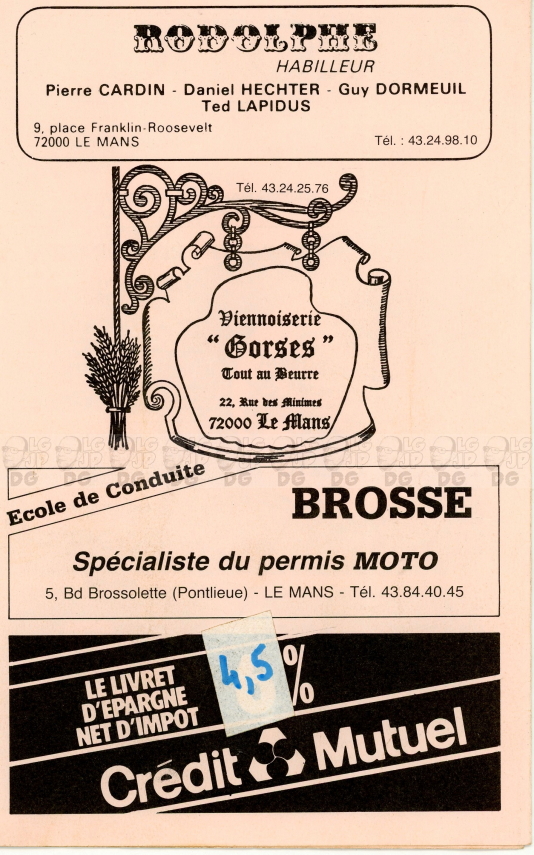 RODOLPHE
HABILLEUR
Pierre CARDIN - Daniel HECHTER - Guy DORMEUIL
Ted LAPIDUS
9, place Franklin-Roosevelt
72000 LE MANS
Tél. : 43.24.98.10
Tél. 43.24.25.76
Viennoiserie
“ Gorses ”
Tout au Beurre
22, Rue des Minimes
72000 Le Mans
Ecole de Conduite
BROSSE
Spécialiste du permis MOTO
5, Bd Brossolette (Pontlieue) - LE MANS - Tél. 43.84.40.45
LE LIVRET
D'EPARGNE
NET D'IMPOT
4,5 %
Crédit Mutuel